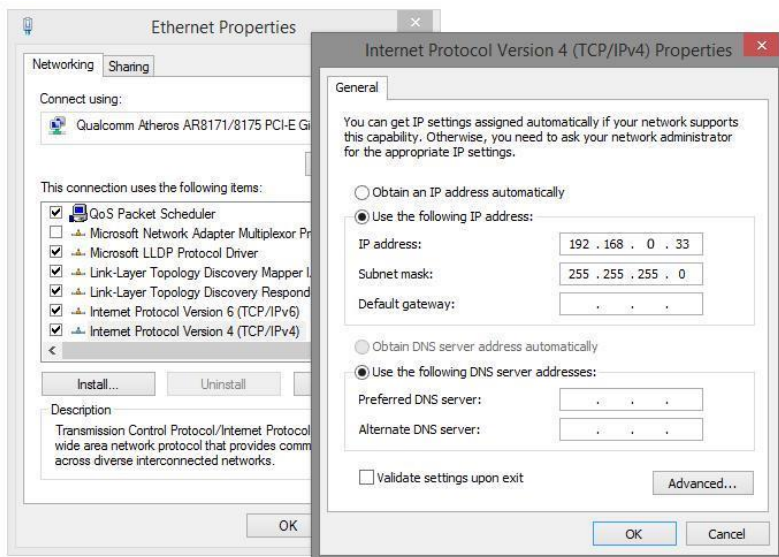 Ethernet Properties
Networking
Sharing
Connect using:
Qualcomm Atheros AR8171/8175 PCI-E Gi
This connection uses the following items:
QoS Packet Scheduler
Microsoft Network Adapter Multiplexor Pr
Microsoft LLDP Protocol Driver
Link-Layer Topology Discovery Mapper I
Link-Layer Topology Discovery Respond
Internet Protocol Version 6 (TCP/IPv6)
Internet Protocol Version 4 (TCP/IPv4)
Install...
Uninstall
Description
Transmission Control Protocol/Internet Protocol
wide area network protocol that provides comm
across diverse interconnected networks.
OK
Internet Protocol Version 4 (TCP/IPv4) Properties
General
You can get IP settings assigned automatically if your network supports
this capability. Otherwise, you need to ask your network administrator
for the appropriate IP settings.
Obtain an IP address automatically
Use the following IP address:
IP address: 192 . 168 . 0 . 33
Subnet mask: 255 . 255 . 255 . 0
Default gateway: . . .
Obtain DNS server address automatically
Use the following DNS server addresses:
Preferred DNS server: . . .
Alternate DNS server: . . .
Validate settings upon exit
Advanced...
OK
Cancel